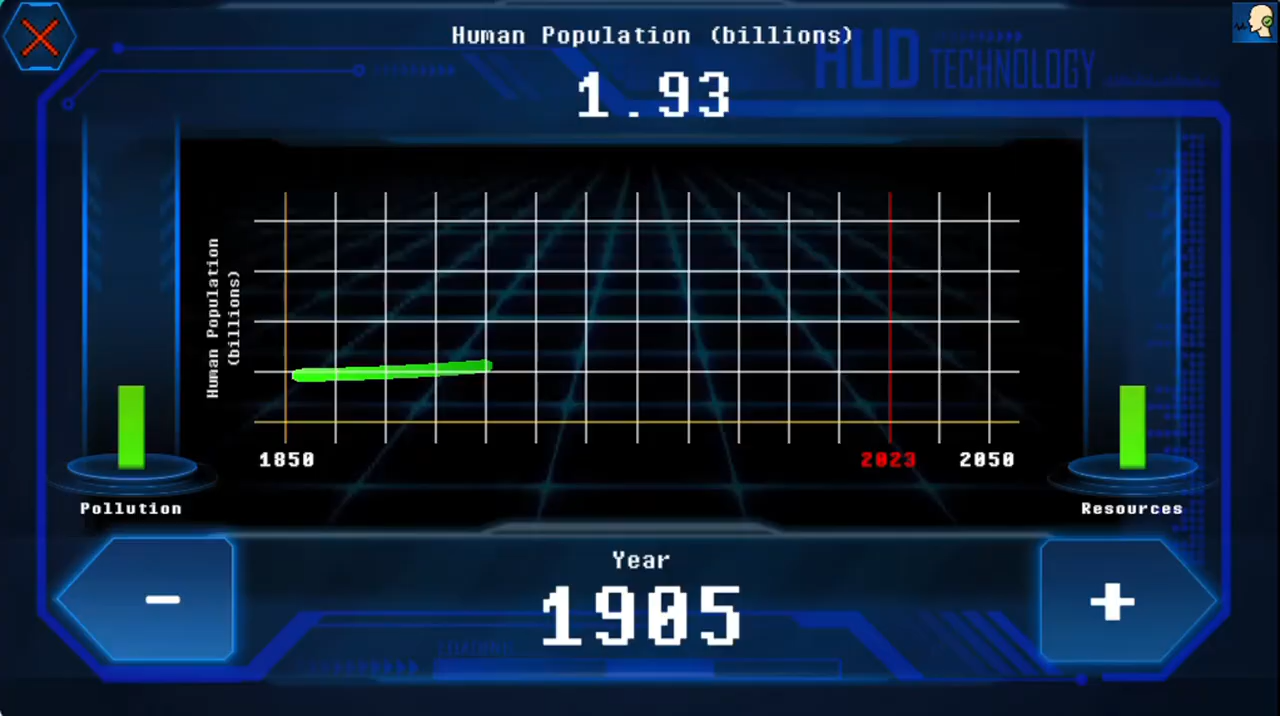 Human Population (billions)
1.93
HUD TECHNOLOGY
Human Population
(billions)
1850
2023
2050
Pollution
Resources
Year
1905
-
+